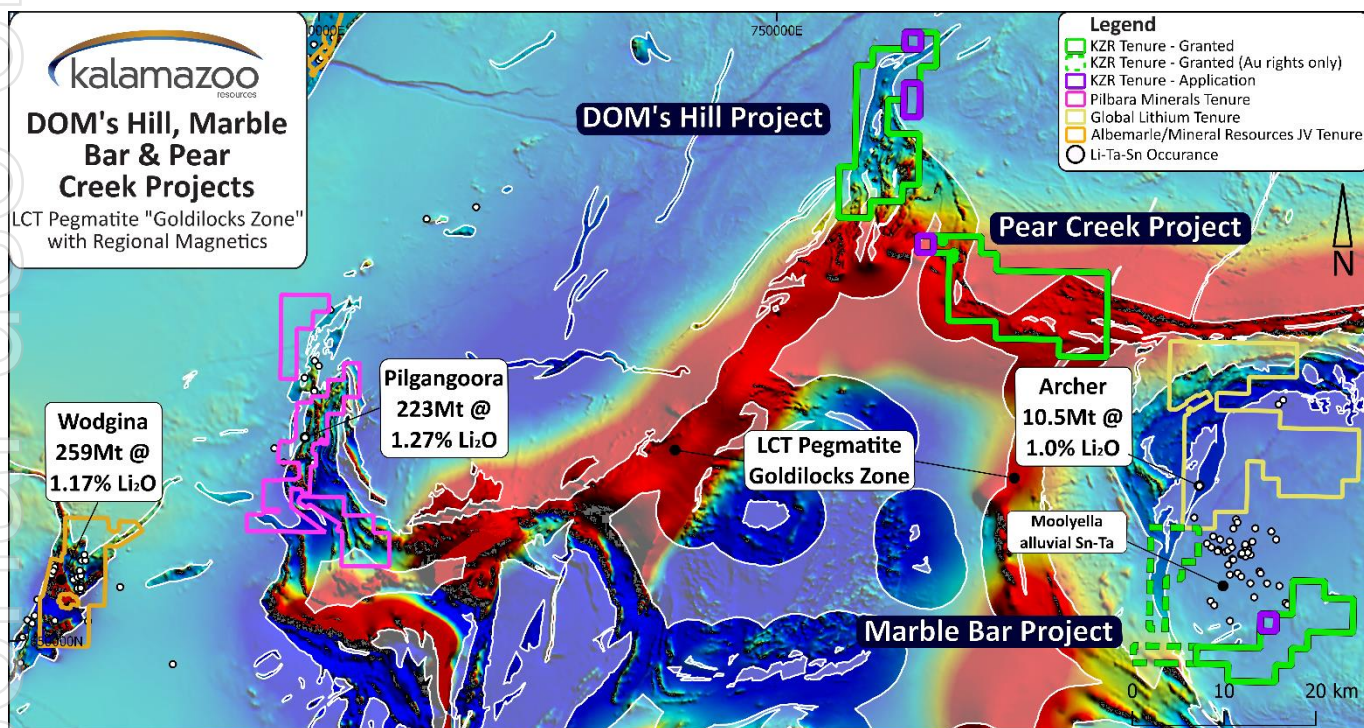 kalamazoo
resources
DOM's Hill, Marble
Bar & Pear
Creek Projects
LCT Pegmatite "Goldilocks Zone"
with Regional Magnetics
750000E
Legend
KZR Tenure - Granted
KZR Tenure - Granted (Au rights only)
KZR Tenure - Application
Pilbara Minerals Tenure
Global Lithium Tenure
Albemarle/Mineral Resources JV Tenure
Li-Ta-Sn Occurance
N
DOM's Hill Project
Pear Creek Project
Pilgangoora
223Mt @
1.27% Li₂O
Archer
10.5Mt @
1.0% Li₂O
Wodgina
259Mt @
1.17% Li₂O
LCT Pegmatite
Goldilocks Zone
Moolyella
alluvial Sn-Ta
Marble Bar Project
0 10 20 km